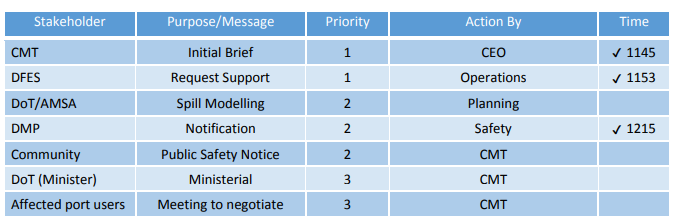 Stakeholder Purpose/Message Priority Action By Time
CMT Initial Brief 1 CEO ✓ 1145
DFES Request Support 1 Operations ✓ 1153
DoT/AMSA Spill Modelling 2 Planning
DMP Notification 2 Safety ✓ 1215
Community Public Safety Notice 2 CMT
DoT (Minister) Ministerial 3 CMT
Affected port users Meeting to negotiate 3 CMT